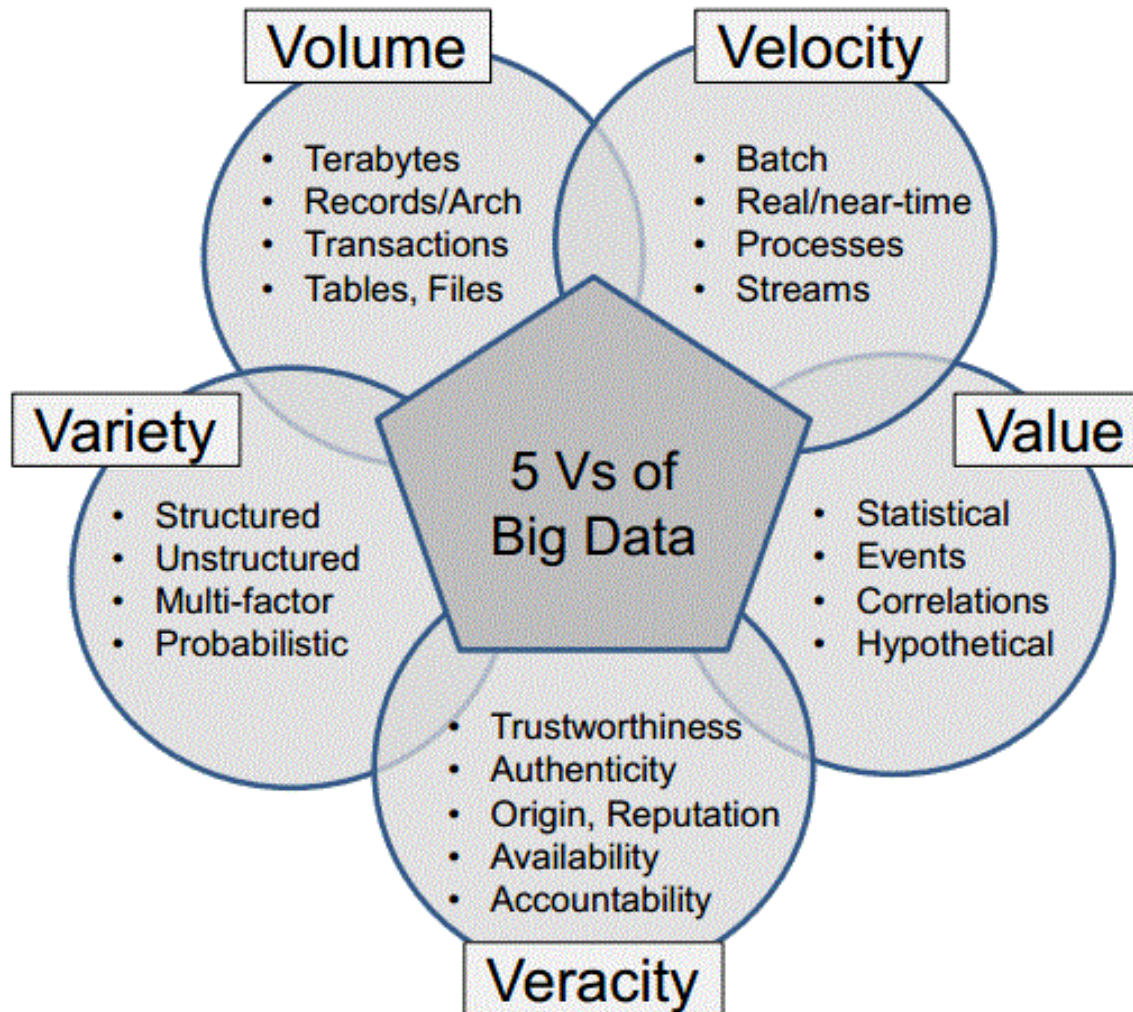 Volume
• Terabytes
• Records/Arch
• Transactions
• Tables, Files
Velocity
• Batch
• Real/near-time
• Processes
• Streams
Variety
• Structured
• Unstructured
• Multi-factor
• Probabilistic
5 Vs of
Big Data
Value
• Statistical
• Events
• Correlations
• Hypothetical
• Trustworthiness
• Authenticity
• Origin, Reputation
• Availability
• Accountability
Veracity